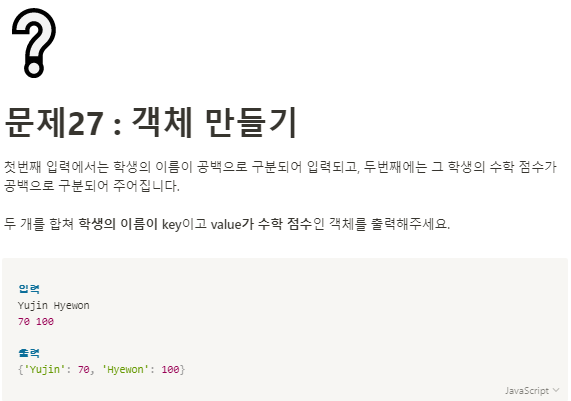 문제27 : 객체 만들기
첫번째 입력에서는 학생의 이름이 공백으로 구분되어 입력되고, 두번째에는 그 학생의 수학 점수가
공백으로 구분되어 주어집니다.
두 개를 합쳐 학생의 이름이 key이고 value가 수학 점수인 객체를 출력해주세요.
입력
Yujin Hyewon
70 100
출력
{'Yujin': 70, 'Hyewon': 100}
JavaScript